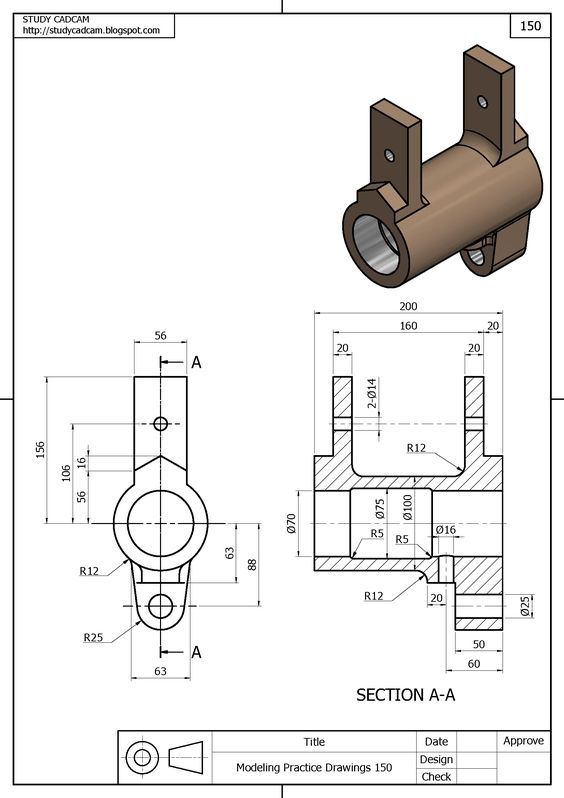 STUDY CADCAM
http://studycadcam.blogspot.com
150
200
160
20
20
20
56
A
2-Ø14
156
106
16
56
R12
Ø70
Ø75
Ø100
Ø16
R5
R5
63
88
R12
R12
20
Ø25
R25
A
50
63
60
SECTION A-A
Title
Date
Approve
Modeling Practice Drawings 150
Design
Check